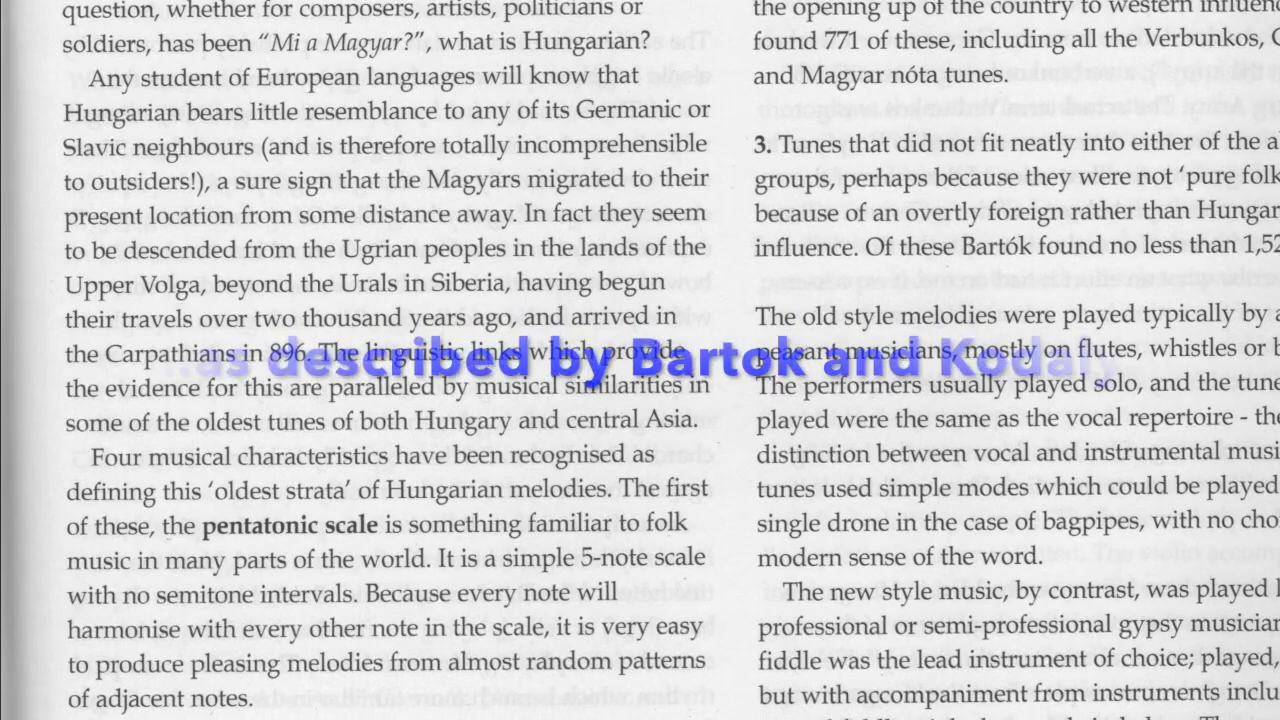 question, whether for composers, artists, politicians or
soldiers, has been "Mi a Magyar?", what is Hungarian?
Any student of European languages will know that
Hungarian bears little resemblance to any of its Germanic or
Slavic neighbours (and is therefore totally incomprehensible
to outsiders!), a sure sign that the Magyars migrated to their
present location from some distance away. In fact they seem
to be descended from the Ugrian peoples in the lands of the
Upper Volga, beyond the Urals in Siberia, having begun
their travels over two thousand years ago, and arrived in
the Carpathians in 896. The linguistic links which provide
the evidence for this are paralleled by musical similarities in
some of the oldest tunes of both Hungary and central Asia.
Four musical characteristics have been recognised as
defining this 'oldest strata' of Hungarian melodies. The first
of these, the pentatonic scale is something familiar to folk
music in many parts of the world. It is a simple 5-note scale
with no semitone intervals. Because every note will
harmonise with every other note in the scale, it is very easy
to produce pleasing melodies from almost random patterns
of adjacent notes.
the opening up of the country to western
found 771 of these, including all the Verbunkos,
and Magyar nóta tunes.
3. Tunes that did not fit neatly into either of the
groups, perhaps because they were not 'pure folk
because of an overtly foreign rather than
influence. Of these Bartók found no less than
The old style melodies were played typically by
peasant musicians, mostly on flutes, whistles or
The performers usually played solo, and the
played were the same as the vocal repertoire -
distinction between vocal and instrumental
tunes used simple modes which could be played
single drone in the case of bagpipes, with no
modern sense of the word.
The new style music, by contrast, was played
professional or semi-professional gypsy
fiddle was the lead instrument of choice; played,
but with accompaniment from instruments
..as described by Bartok and Kodaly